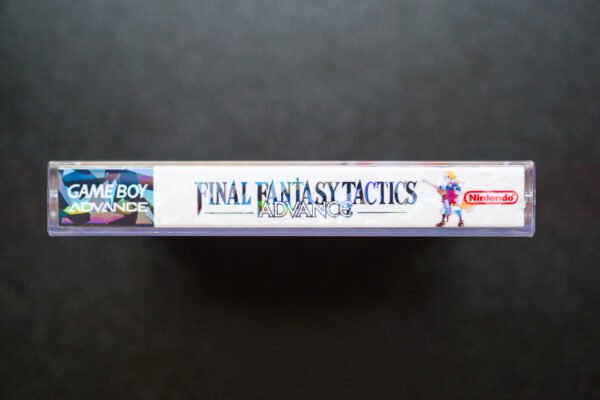 GAME BOY
ADVANCE
FINAL FANTASY TACTICS
ADVANCE
Nintendo